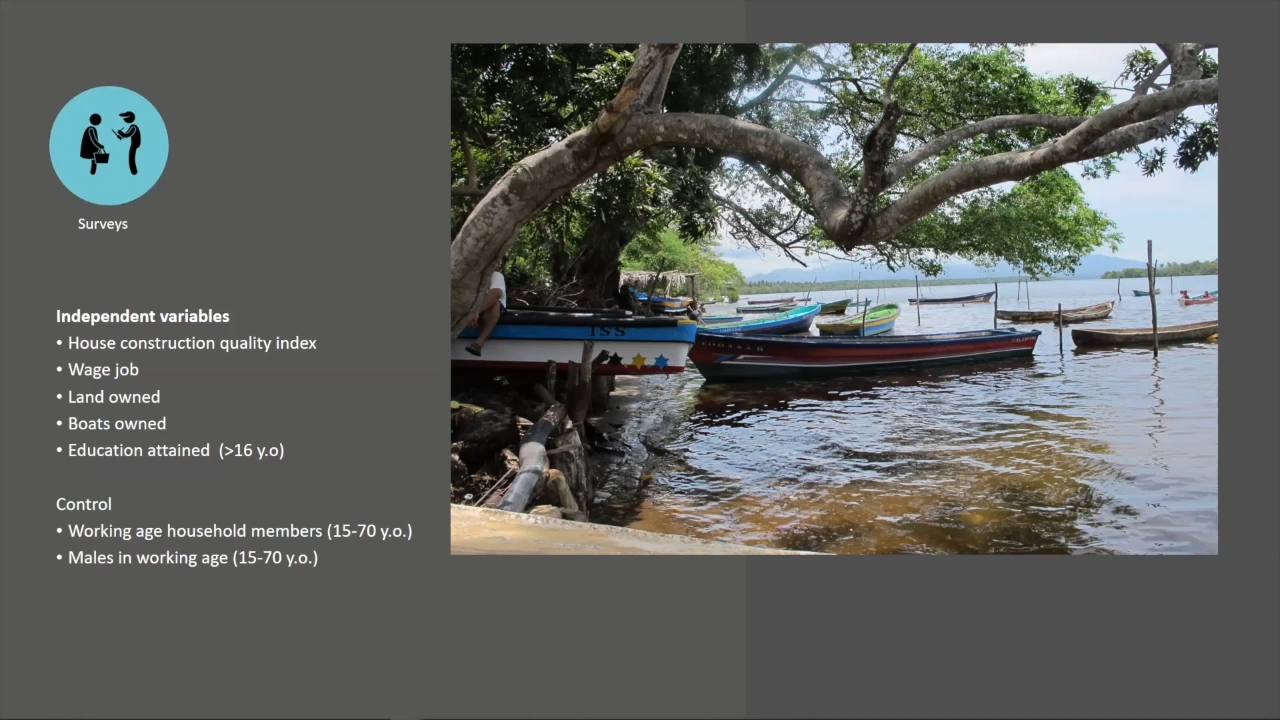 Surveys
Independent variables
• House construction quality index
• Wage job
• Land owned
• Boats owned
• Education attained (>16 y.o)
Control
• Working age household members (15-70 y.o.)
• Males in working age (15-70 y.o.)
ISS